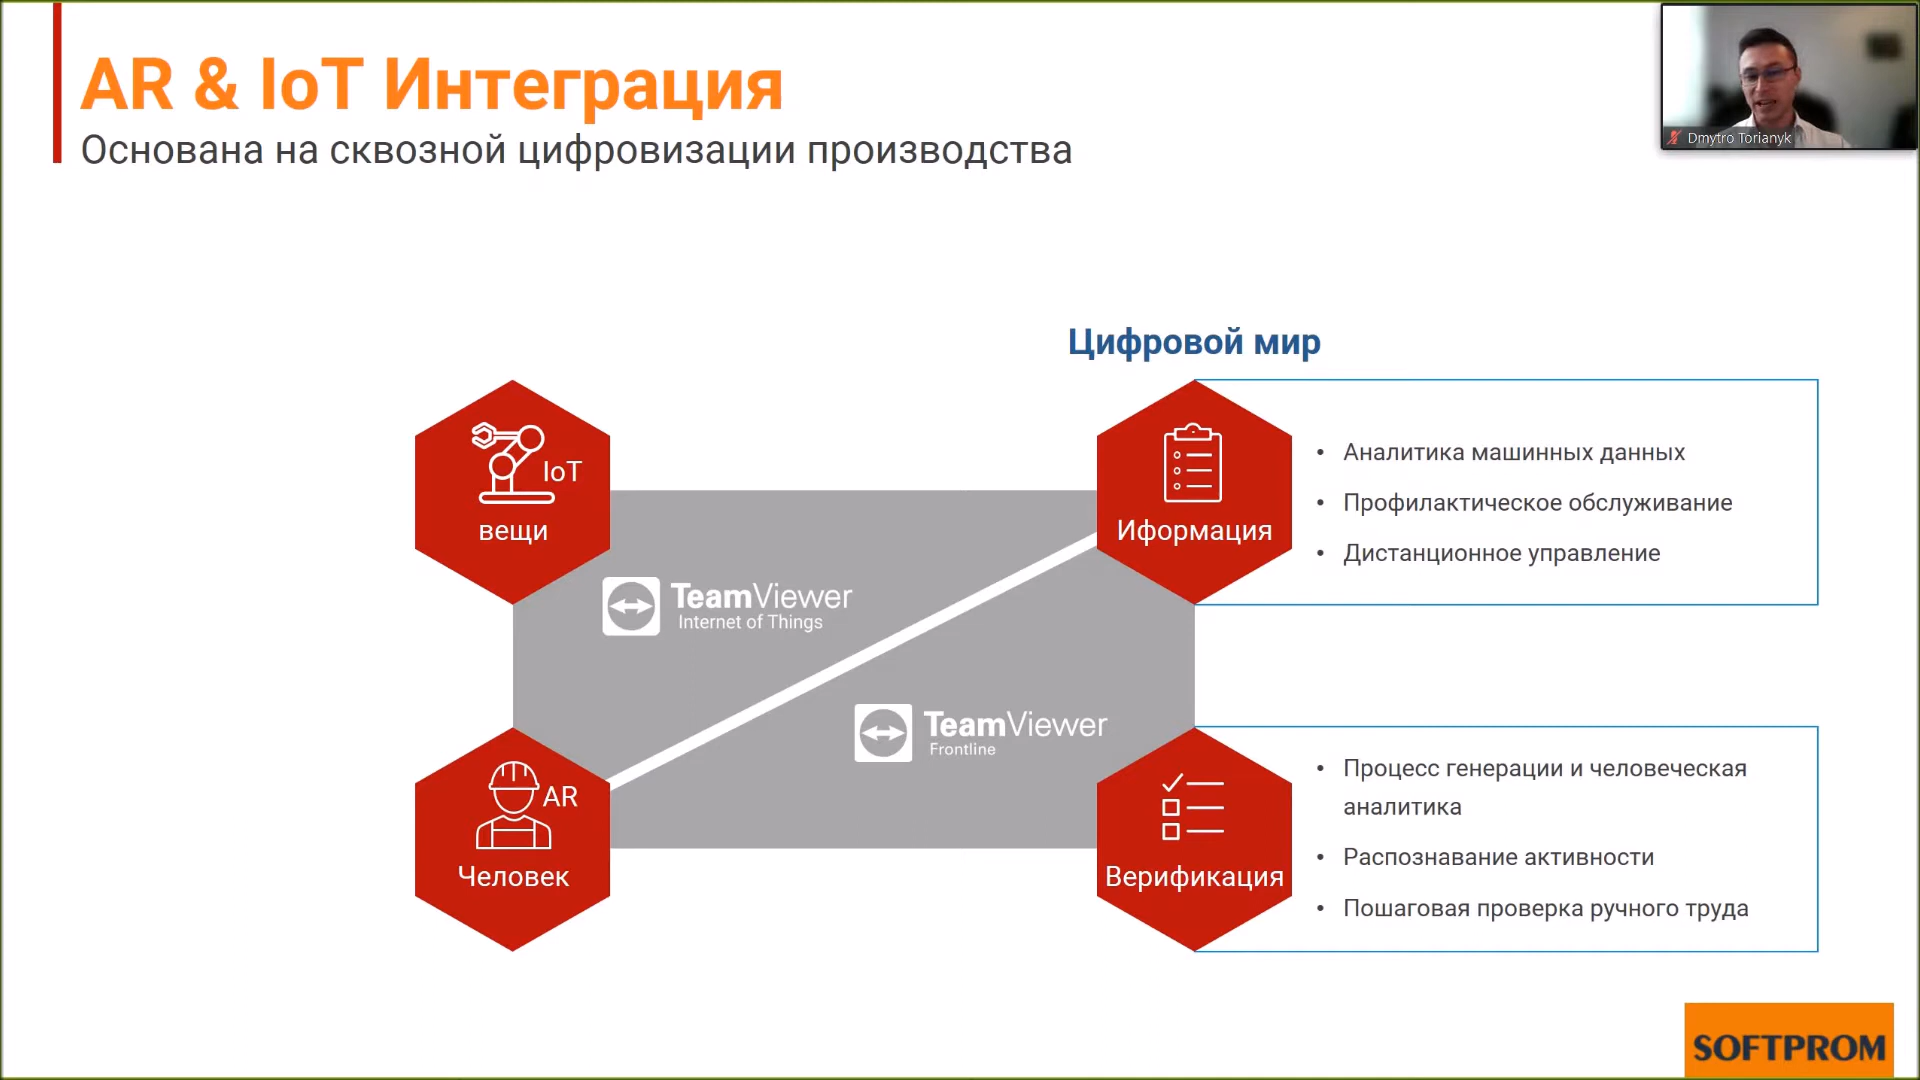 AR & IoT Интеграция
Основана на сквозной цифровизации производства
Dmytro Torianyk
Цифровой мир
IoT
вещи
Иформация
• Аналитика машинных данных
• Профилактическое обслуживание
• Дистанционное управление
TeamViewer
Internet of Things
TeamViewer
Frontline
AR
Человек
Верификация
• Процесс генерации и человеческая
аналитика
• Распознавание активности
• Пошаговая проверка ручного труда
SOFTPROM